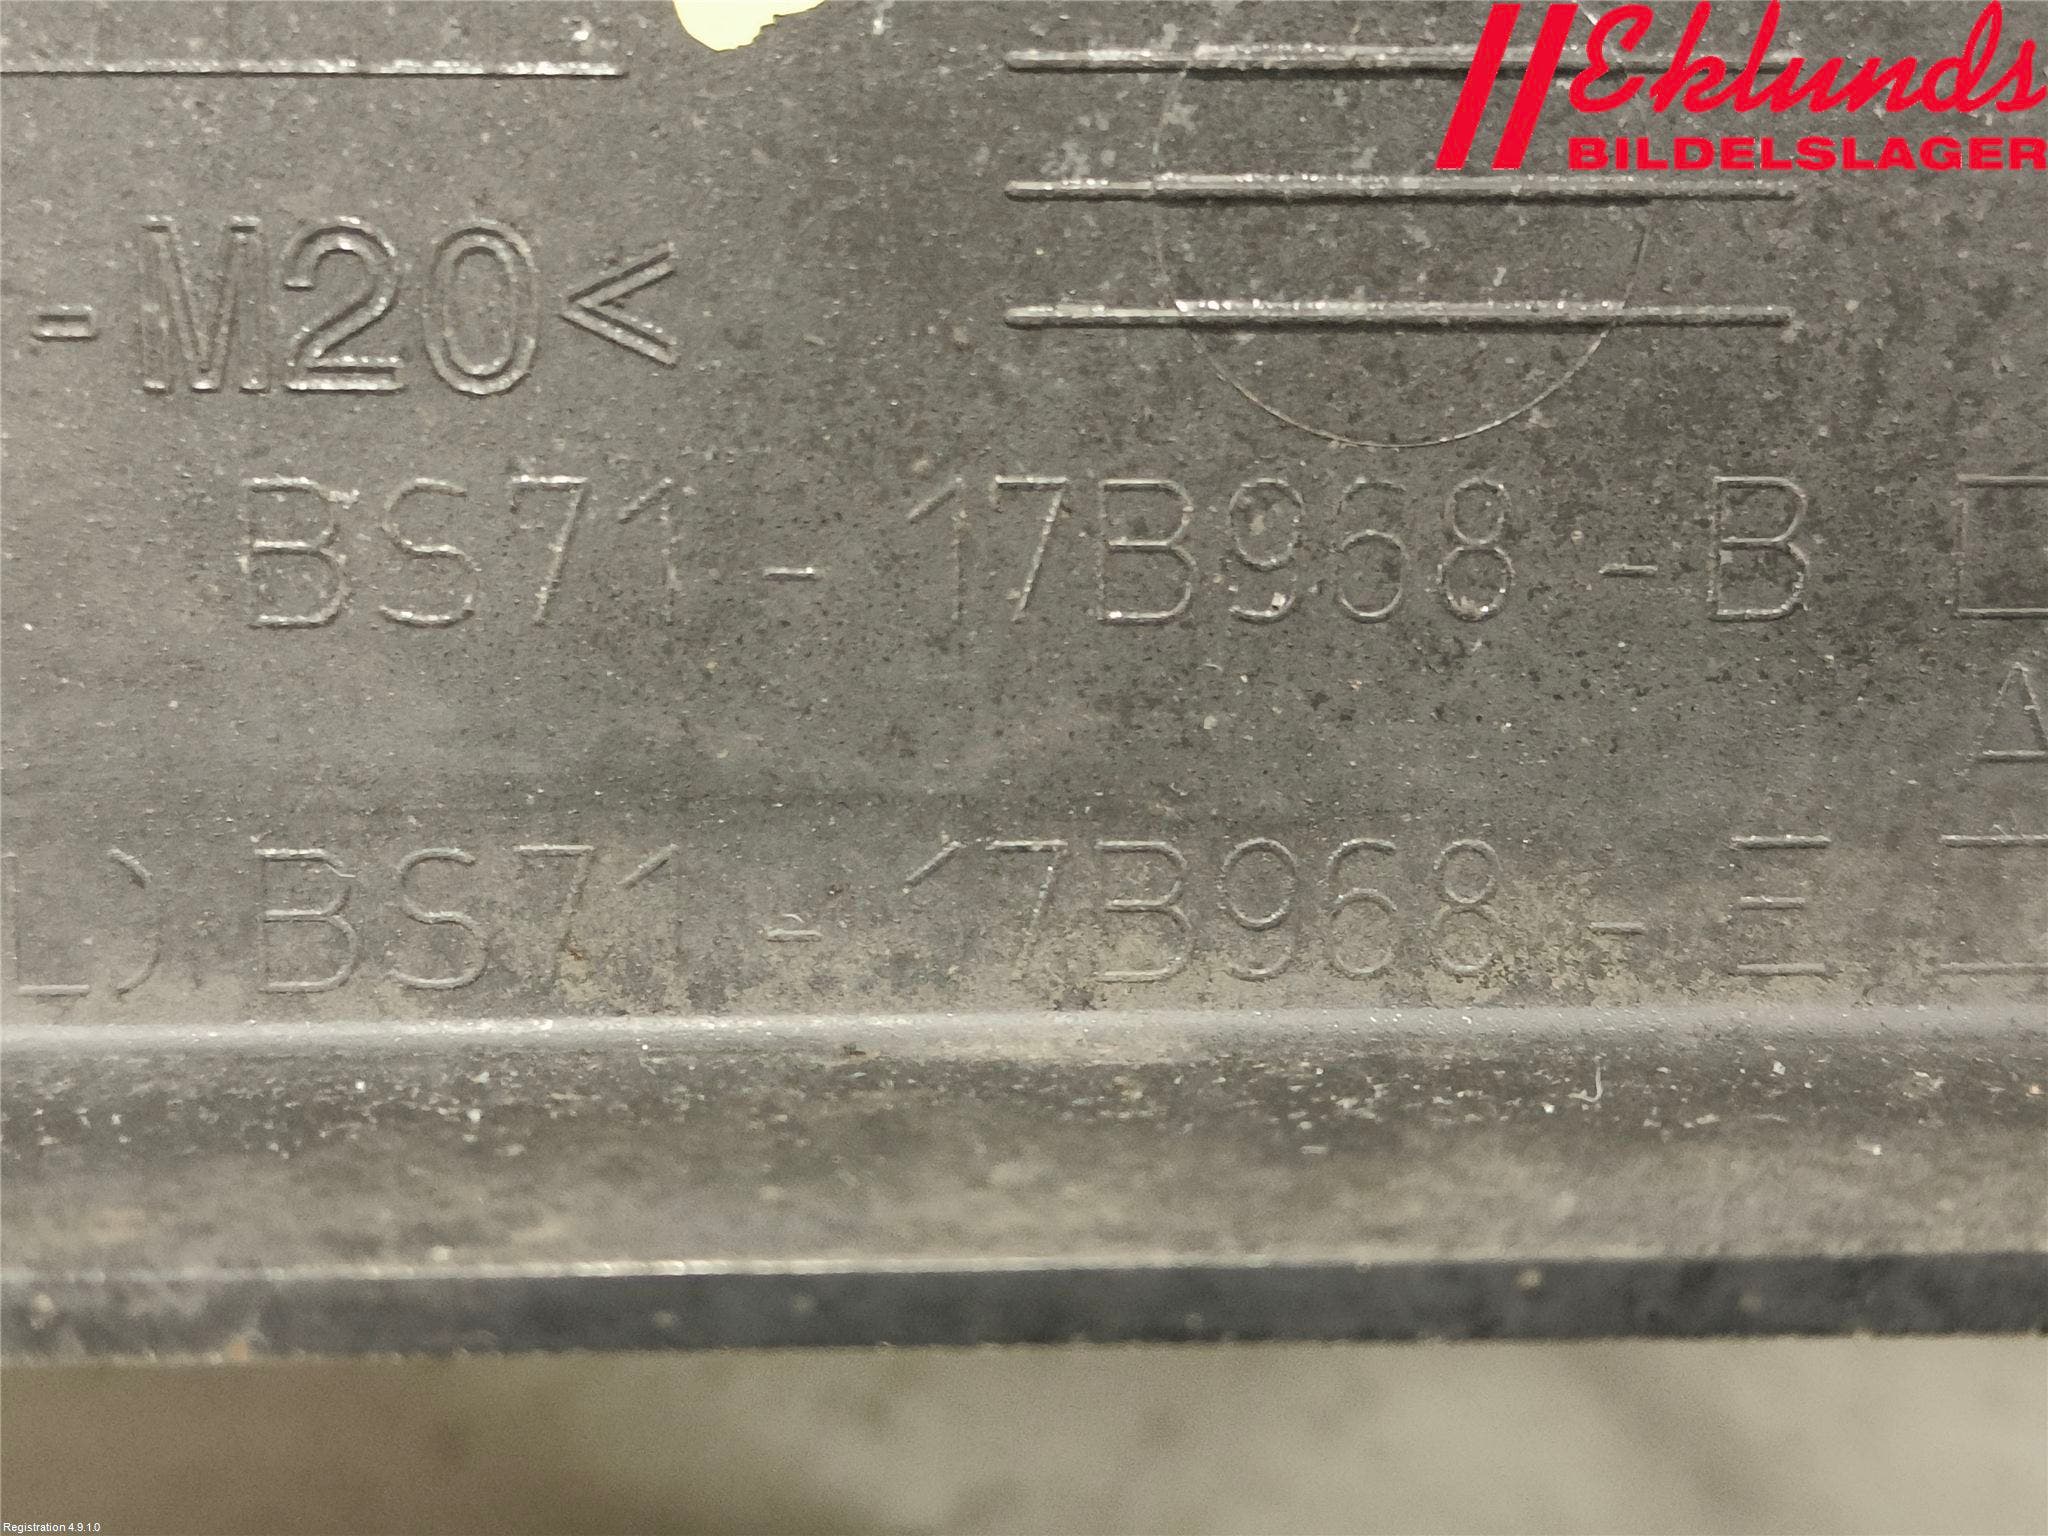 Eklunds
BILDELSLAGER
-M20<
BS71-17B968-B
A
L) BS71-17B968-E
Registration 4.9.1.0